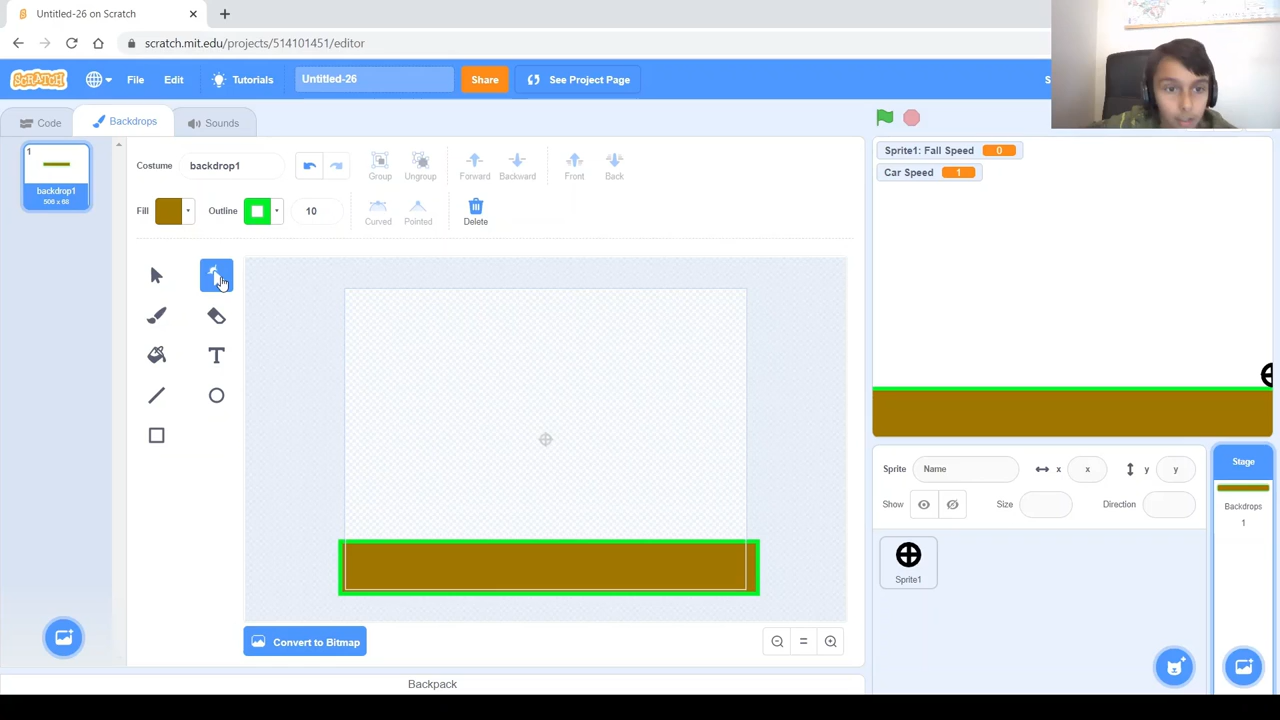 Untitled-26 on Scratch
scratch.mit.edu/projects/514101451/editor
SCRATCH
File
Edit
Tutorials
Untitled-26
Share
See Project Page
S
Code
Backdrops
Sounds
1
backdrop1
506 x 68
Costume
backdrop1
Group
Ungroup
Forward
Backward
Front
Back
Fill
Outline
10
Curved
Pointed
Delete
T
Convert to Bitmap
Backpack
Sprite1: Fall Speed 0
Car Speed 1
Sprite
Name
x
x
y
y
Show
Size
Direction
Sprite1
Stage
Backdrops
1